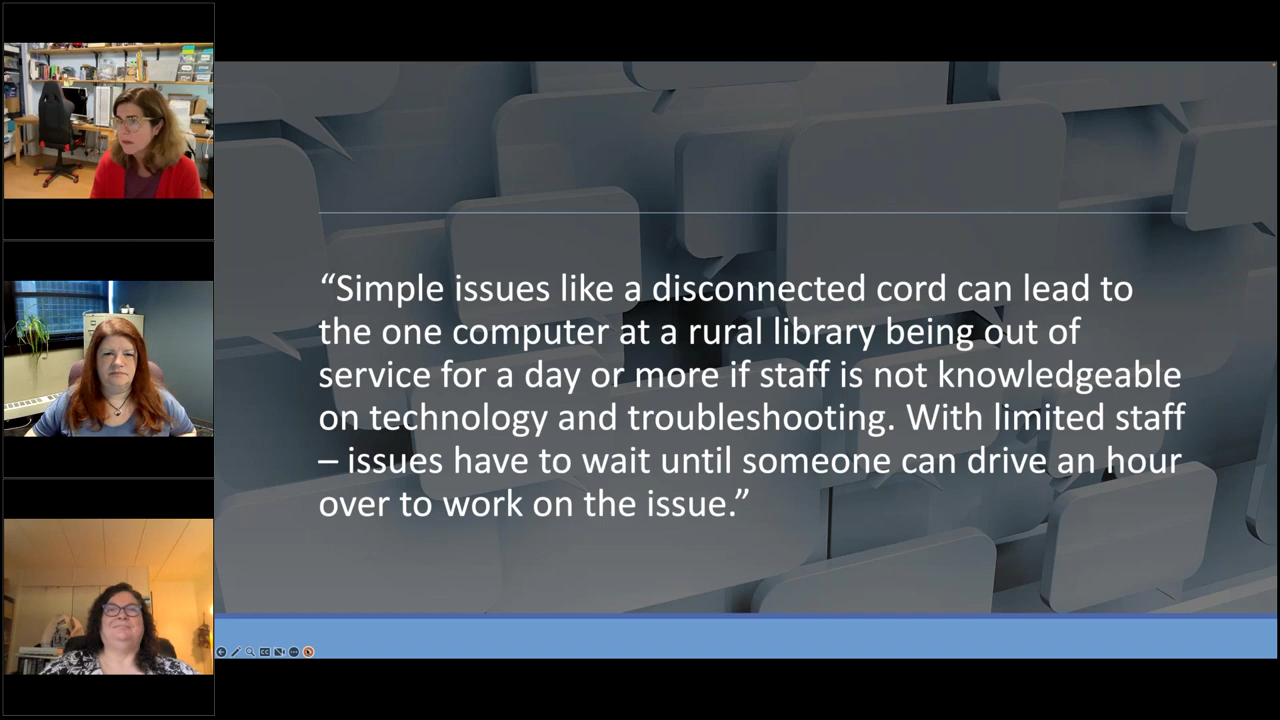 “Simple issues like a disconnected cord can lead to
the one computer at a rural library being out of
service for a day or more if staff is not knowledgeable
on technology and troubleshooting. With limited staff
– issues have to wait until someone can drive an hour
over to work on the issue.”